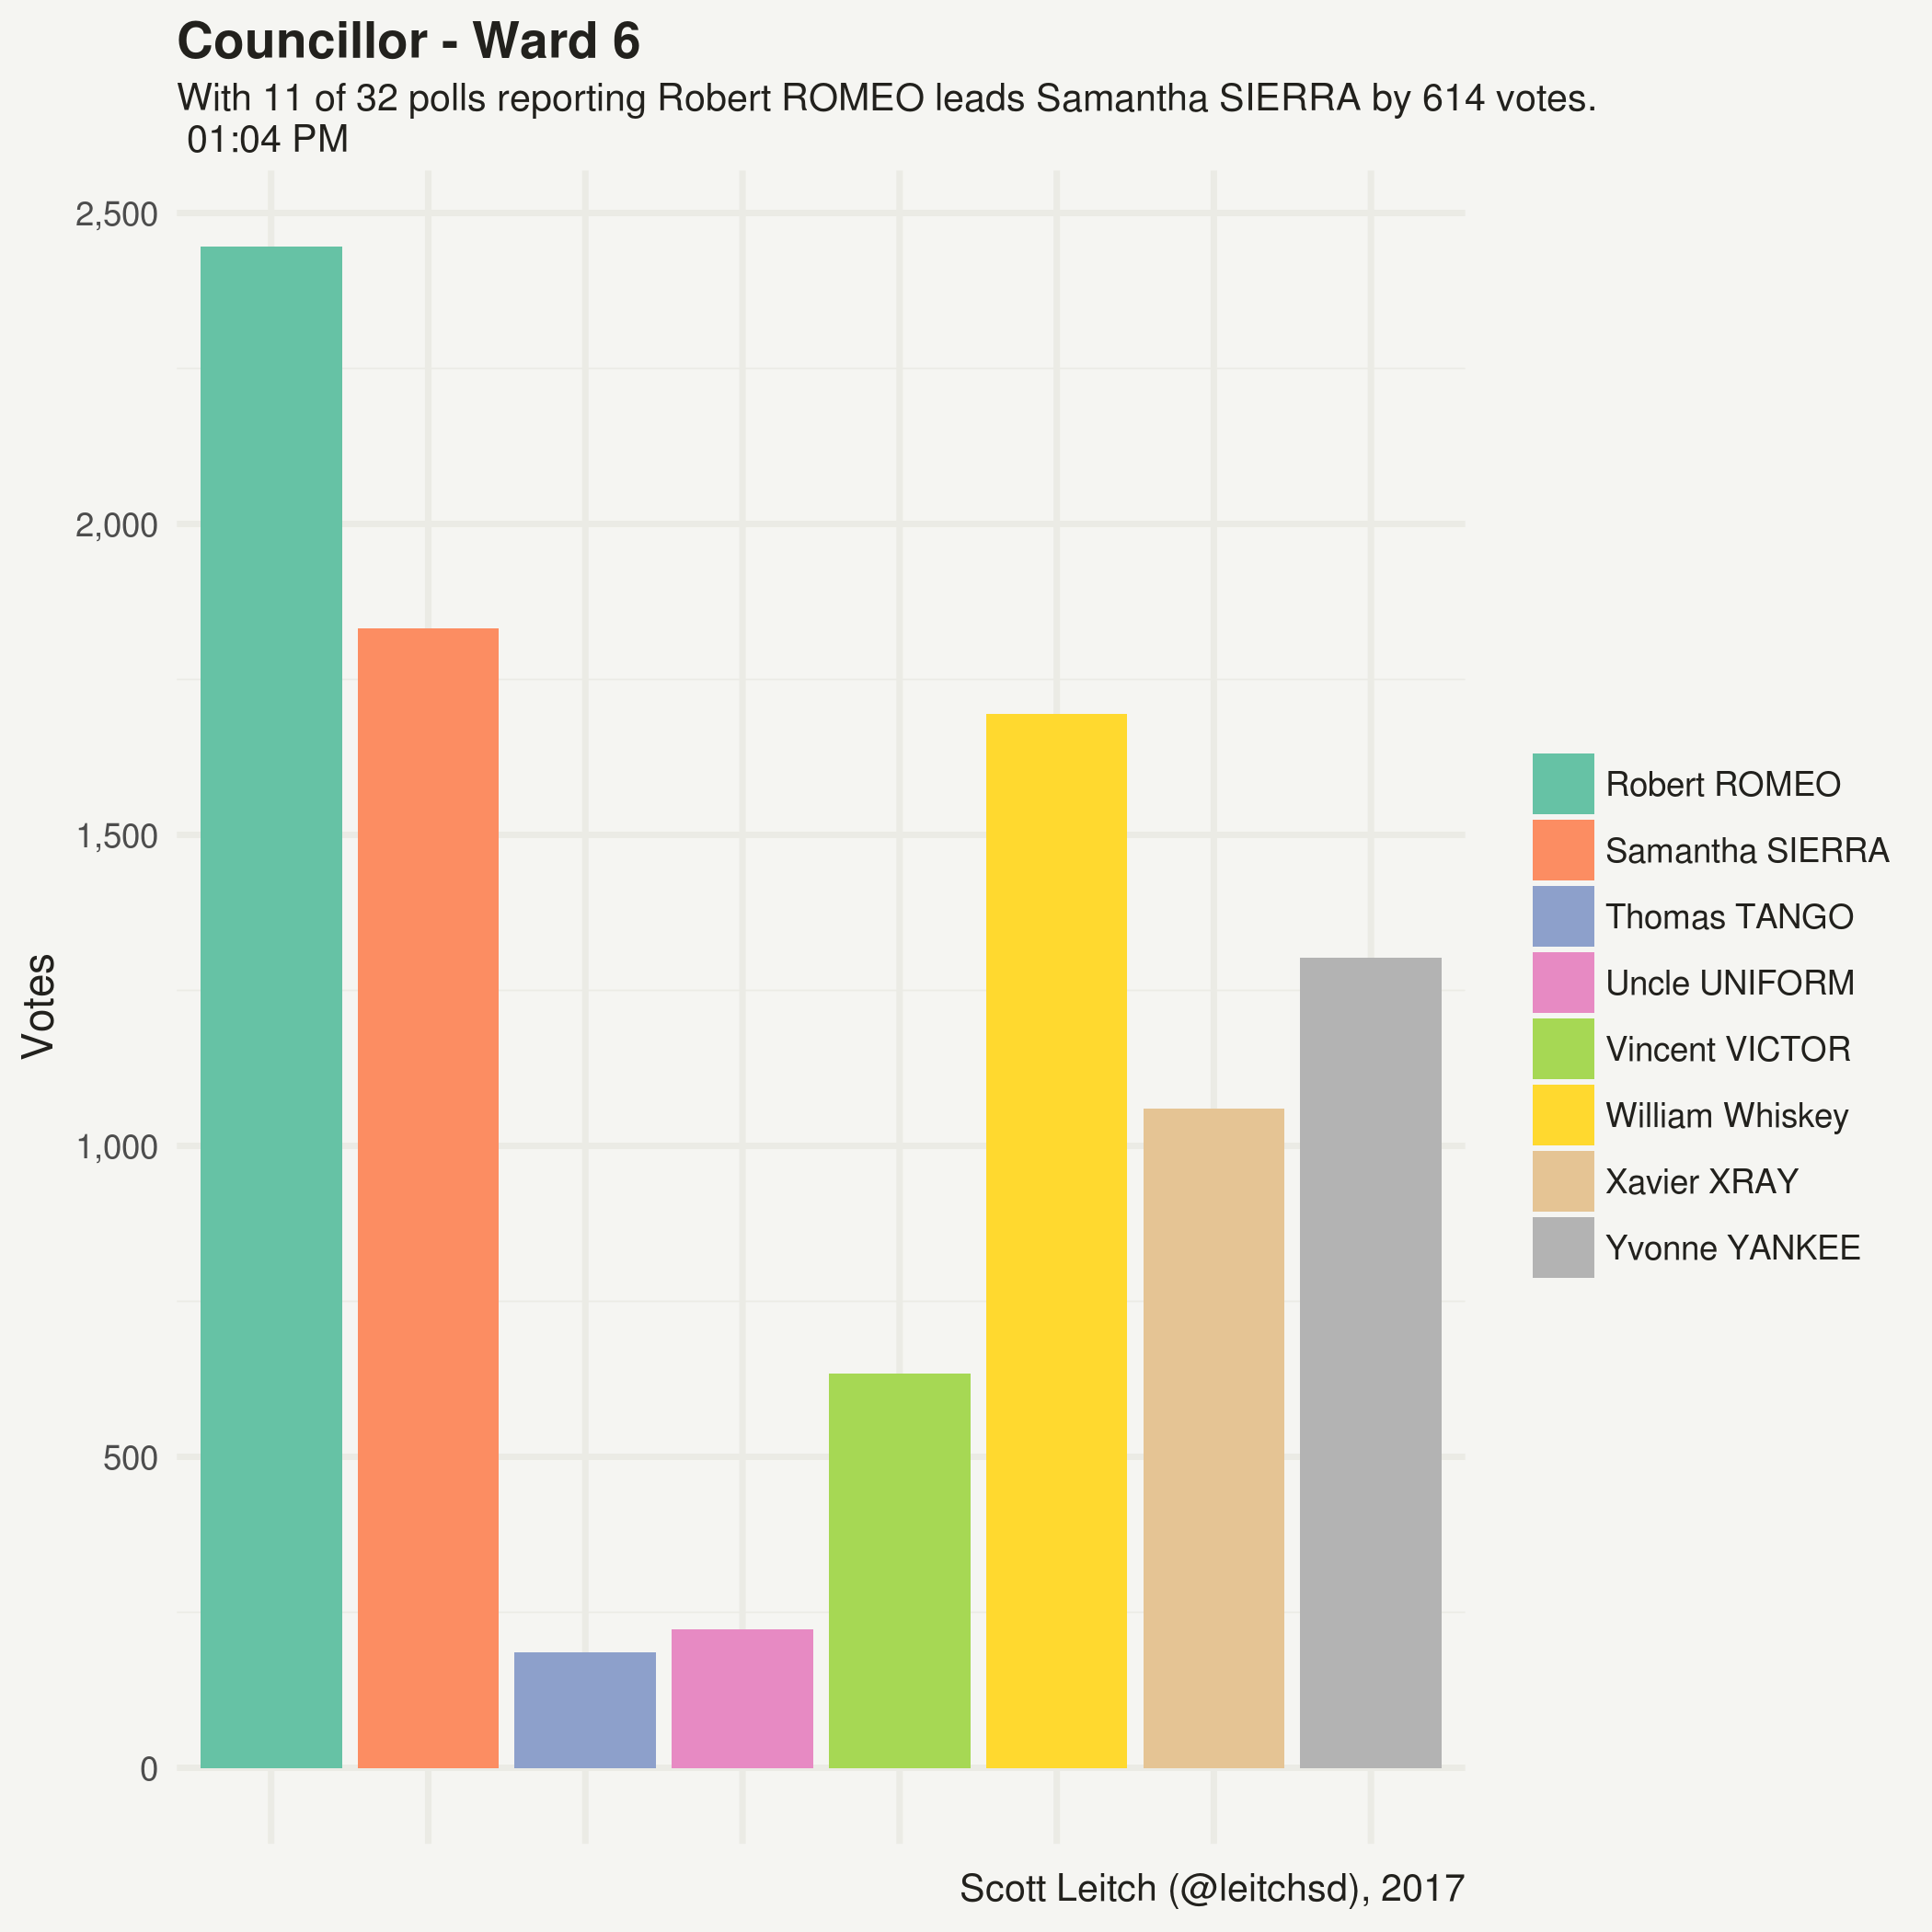 Councillor - Ward 6
With 11 of 32 polls reporting Robert ROMEO leads Samantha SIERRA by 614 votes.
01:04 PM
2,500
2,000
1,500
1,000
500
0
Votes
Robert ROMEO
Samantha SIERRA
Thomas TANGO
Uncle UNIFORM
Vincent VICTOR
William Whiskey
Xavier XRAY
Yvonne YANKEE
Scott Leitch (@leitchsd), 2017